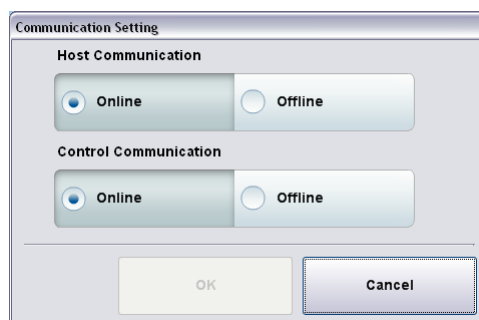 Communication Setting
Host Communication
Online Offline
Control Communication
Online Offline
OK Cancel